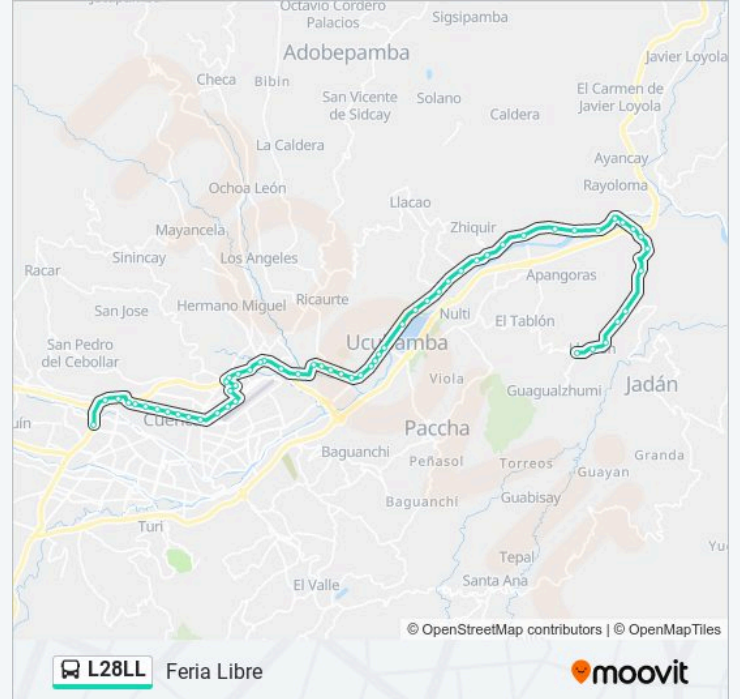 Octavio Cordero
Palacios
Sigsipamba
Adobepamba
Javier Loyola
Checa
Bibin
San Vicente
de Sidcay
Solano
El Carmen de
Javier Loyola
Caldera
La Caldera
Ayancay
Rayoloma
Ochoa León
Llacao
Zhiquir
Mayancela
Sinincay
Los Angeles
Racar
Apangoras
Ricaurte
Hermano Miguel
San Jose
Nulti
El Tablón
San Pedro
del Cebollar
Viola
Guagualzhumi
Jadán
Paccha
Baguanchi
Peñasol
Torreos
Granda
Guayan
Baguanchi
Guabisay
Turi
Tepal
El Valle
Santa Ana
© OpenStreetMap contributors | © OpenMapTiles
L28LL
Feria Libre
moovit